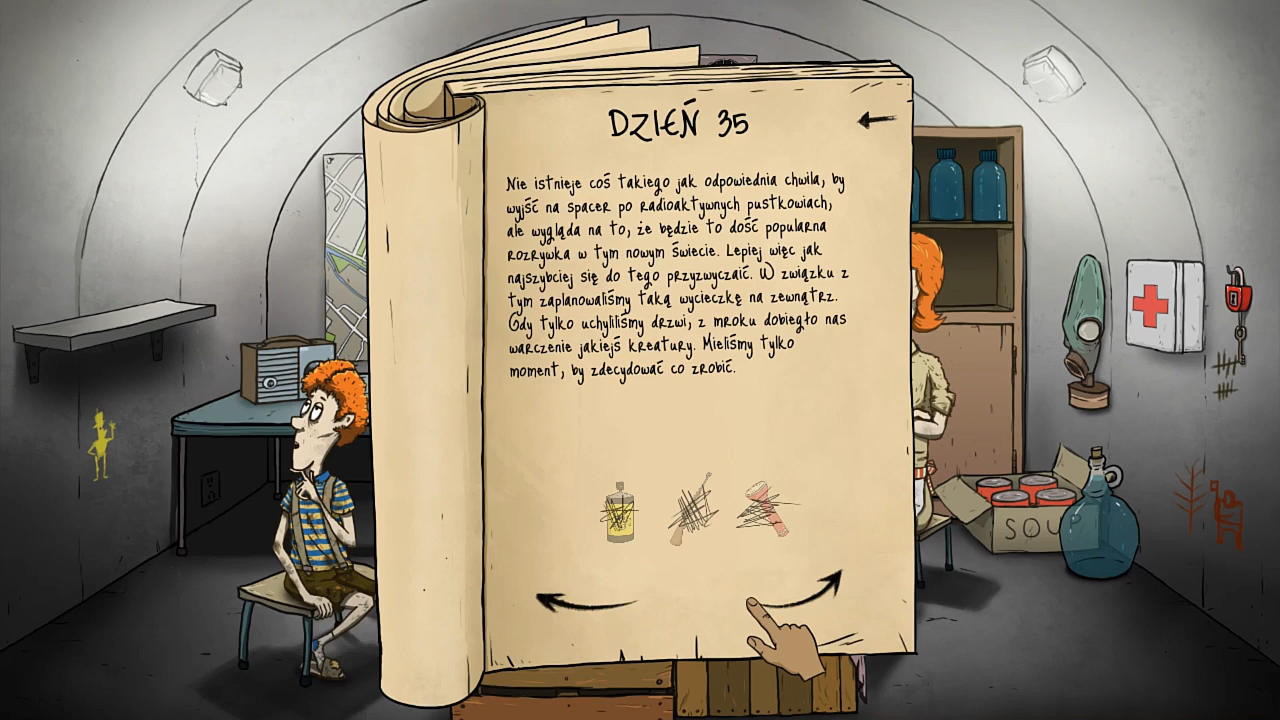 DZIEŃ 35
Nie istnieje coś takiego jak odpowiednia chwila, by
wyjść na spacer po radioaktywnych pustkowiach,
ale wygląda na to, że będzie to dość popularna
rozrywka w tym nowym świecie. Lepiej więc jak
najszybciej się do tego przyzwyczaić. W związku z
tym zaplanowaliśmy taką wycieczkę na zewnątrz.
Gdy tylko uchyliliśmy drzwi, z mroku dobiegło nas
warczenie jakiejś kreatury. Mieliśmy tylko
moment, by zdecydować co zrobić.
SOU